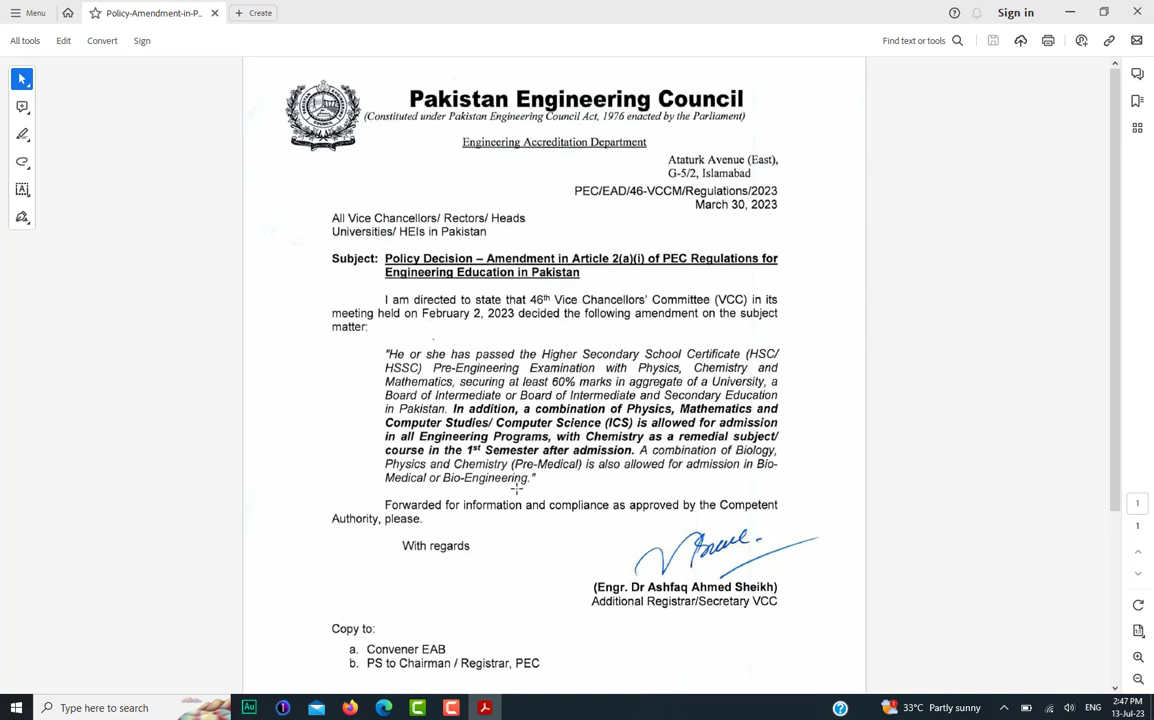 Menu
Policy-Amendment-in-P...
Create
Sign in
All tools
Edit
Convert
Sign
Find text or tools
Pakistan Engineering Council
(Constituted under Pakistan Engineering Council Act, 1976 enacted by the Parliament)
Engineering Accreditation Department
Ataturk Avenue (East),
G-5/2, Islamabad
PEC/EAD/46-VCCM/Regulations/2023
March 30, 2023
All Vice Chancellors/ Rectors/ Heads
Universities/ HEIs in Pakistan
Subject: Policy Decision – Amendment in Article 2(a)(i) of PEC Regulations for
Engineering Education in Pakistan
I am directed to state that 46th Vice Chancellors' Committee (VCC) in its
meeting held on February 2, 2023 decided the following amendment on the subject
matter:
"He or she has passed the Higher Secondary School Certificate (HSC/
HSSC) Pre-Engineering Examination with Physics, Chemistry and
Mathematics, securing at least 60% marks in aggregate of a University, a
Board of Intermediate or Board of Intermediate and Secondary Education
in Pakistan. In addition, a combination of Physics, Mathematics and
Computer Studies/ Computer Science (ICS) is allowed for admission
in all Engineering Programs, with Chemistry as a remedial subject/
course in the 1st Semester after admission. A combination of Biology,
Physics and Chemistry (Pre-Medical) is also allowed for admission in Bio-
Medical or Bio-Engineering."
Forwarded for information and compliance as approved by the Competent
Authority, please.
With regards
(Engr. Dr Ashfaq Ahmed Sheikh)
Additional Registrar/Secretary VCC
Copy to:
a. Convener EAB
b. PS to Chairman / Registrar, PEC
1
1
Type here to search
33°C Partly sunny
ENG
2:47 PM
13-Jul-23